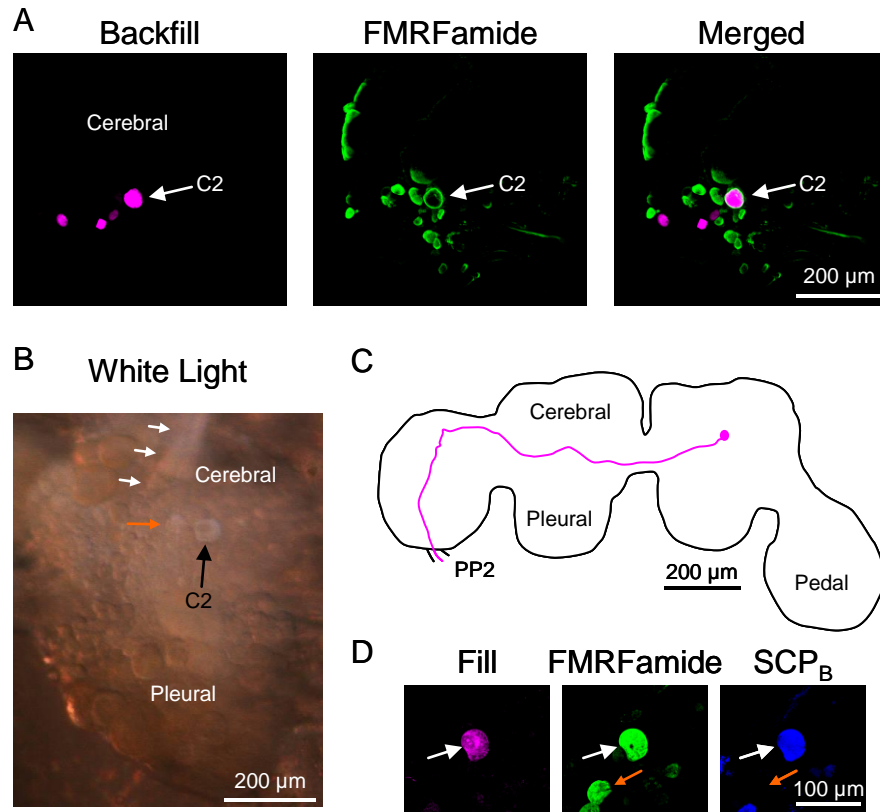 A
Backfill
FMRFamide
Merged
Cerebral
C2
C2
C2
200 µm
B
White Light
Cerebral
C2
Pleural
200 µm
C
Cerebral
Pleural
PP2
200 µm
Pedal
D
Fill
FMRFamide
SCP_B
100 µm